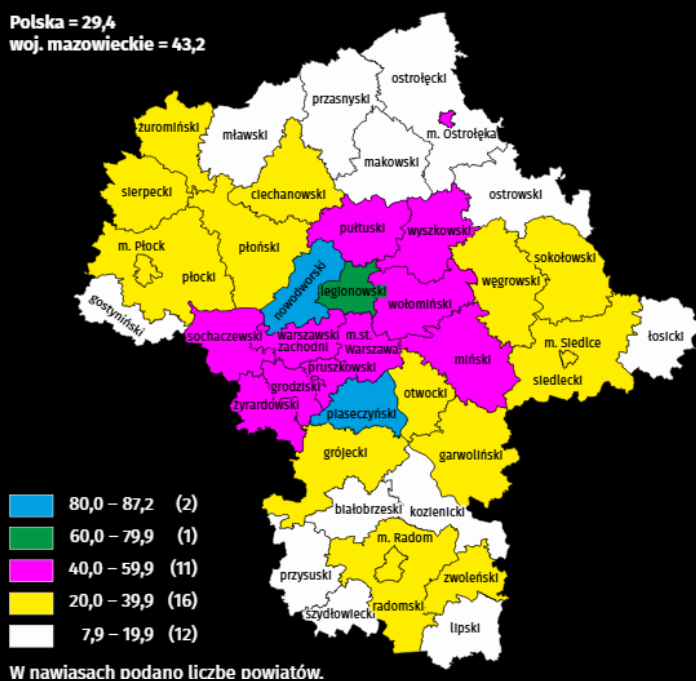 Polska = 29,4
woj. mazowieckie = 43,2
ostrołęcki
przasnyski
żuromiński
mławski
m. Ostrołęka
makowski
sierpecki
ciechanowski
ostrowski
pułtuski
wyszkowski
m. Płock
płoński
sokołowski
płocki
nowodworski
legionowski
węgrowski
wołomiński
gostyniński
sochaczewski
warszawski
zachodni
m.st.
Warszawa
łosicki
m. Siedlce
miński
pruszkowski
siedlecki
grodziski
otwocki
żyrardowski
piaseczyński
grójecki
garwoliński
białobrzeski
kozienicki
m. Radom
przysuski
zwoleński
radomski
szydłowiecki
lipski
80,0 – 87,2 (2)
60,0 – 79,9 (1)
40,0 – 59,9 (11)
20,0 – 39,9 (16)
7,9 – 19,9 (12)
W nawiasach podano liczbę powiatów.